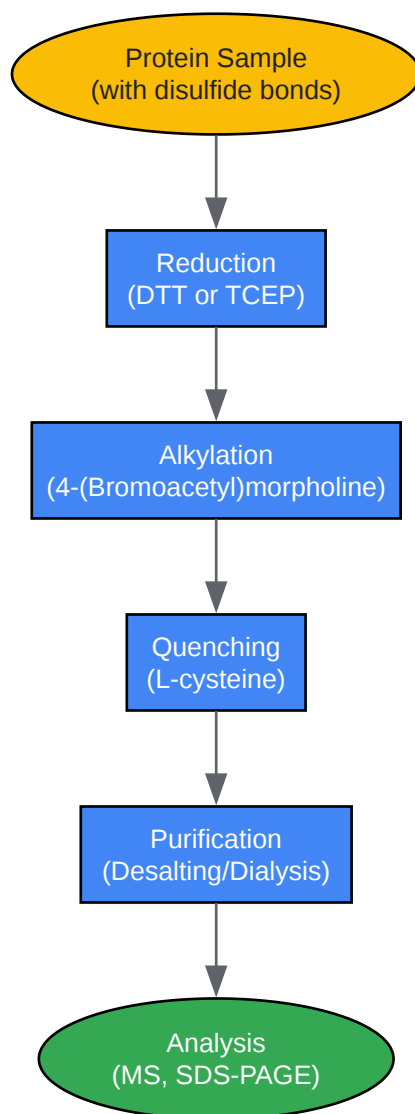 Protein Sample
(with disulfide bonds)
Reduction
(DTT or TCEP)
Alkylation
(4-(Bromoacetyl)morpholine)
Quenching
(L-cysteine)
Purification
(Desalting/Dialysis)
Analysis
(MS, SDS-PAGE)